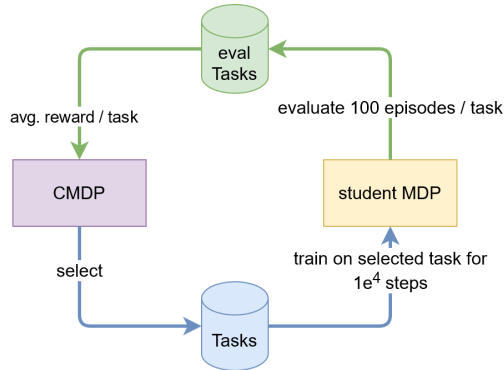 eval
Tasks
avg. reward / task
evaluate 100 episodes / task
CMDP
student MDP
select
train on selected task for
1e⁴ steps
Tasks